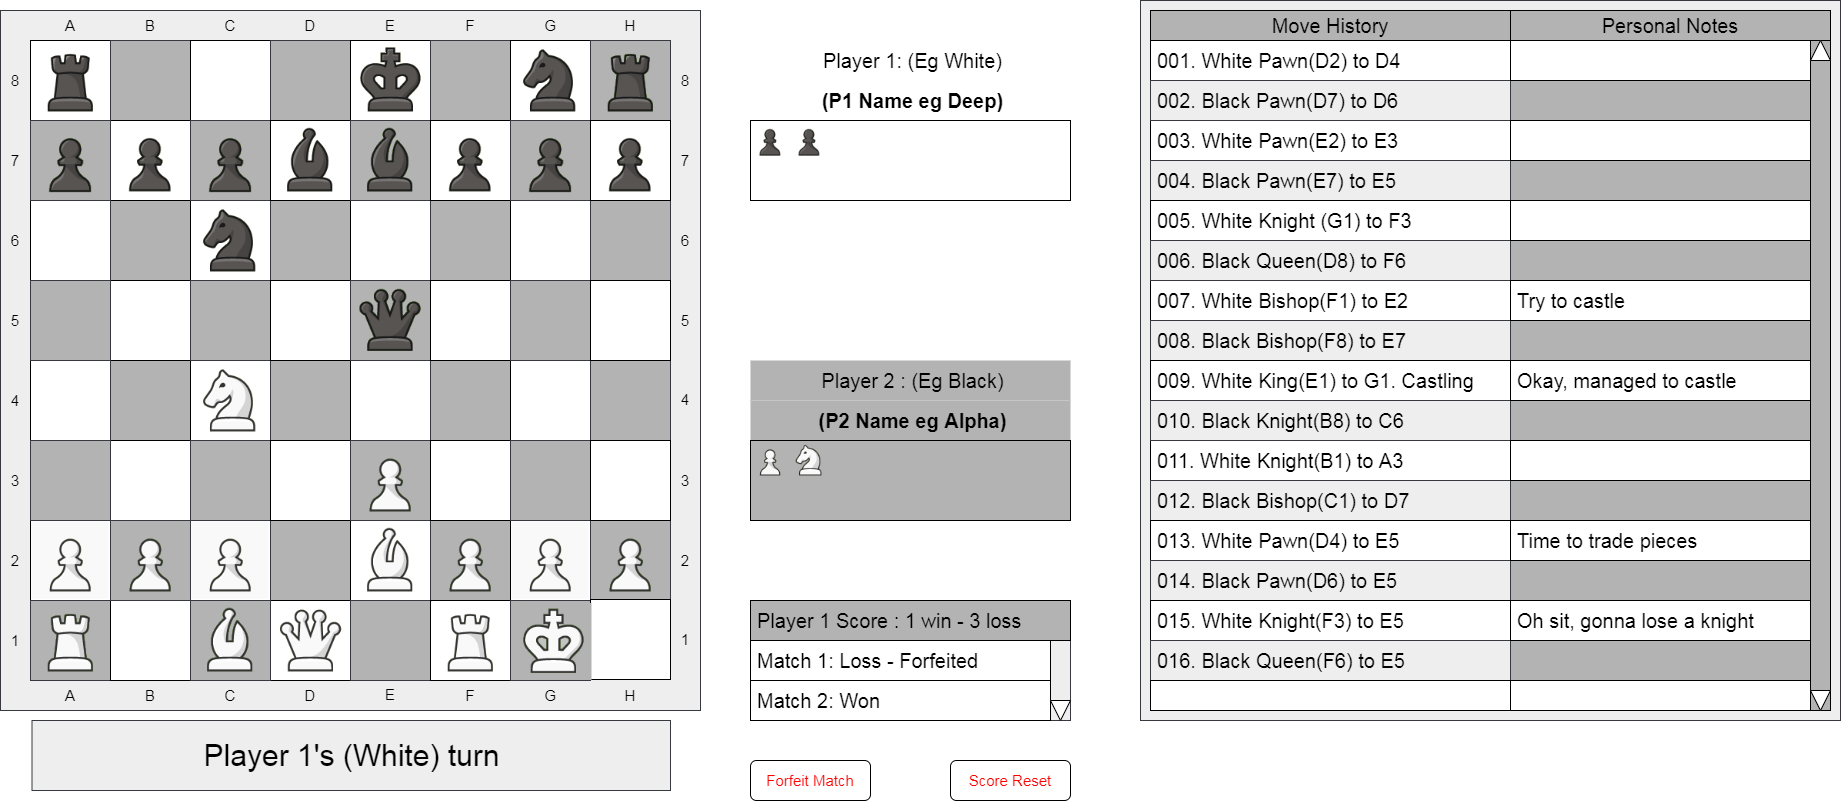 A B C D E F G H
8 8
7 7
6 6
5 5
4 4
3 3
2 2
1 1
A B C D E F G H
Player 1's (White) turn
Player 1: (Eg White)
(P1 Name eg Deep)
Player 2 : (Eg Black)
(P2 Name eg Alpha)
Player 1 Score : 1 win - 3 loss
Match 1: Loss - Forfeited
Match 2: Won
Forfeit Match Score Reset
Move History Personal Notes
001. White Pawn(D2) to D4
002. Black Pawn(D7) to D6
003. White Pawn(E2) to E3
004. Black Pawn(E7) to E5
005. White Knight (G1) to F3
006. Black Queen(D8) to F6
007. White Bishop(F1) to E2 Try to castle
008. Black Bishop(F8) to E7
009. White King(E1) to G1. Castling Okay, managed to castle
010. Black Knight(B8) to C6
011. White Knight(B1) to A3
012. Black Bishop(C1) to D7
013. White Pawn(D4) to E5 Time to trade pieces
014. Black Pawn(D6) to E5
015. White Knight(F3) to E5 Oh sit, gonna lose a knight
016. Black Queen(F6) to E5